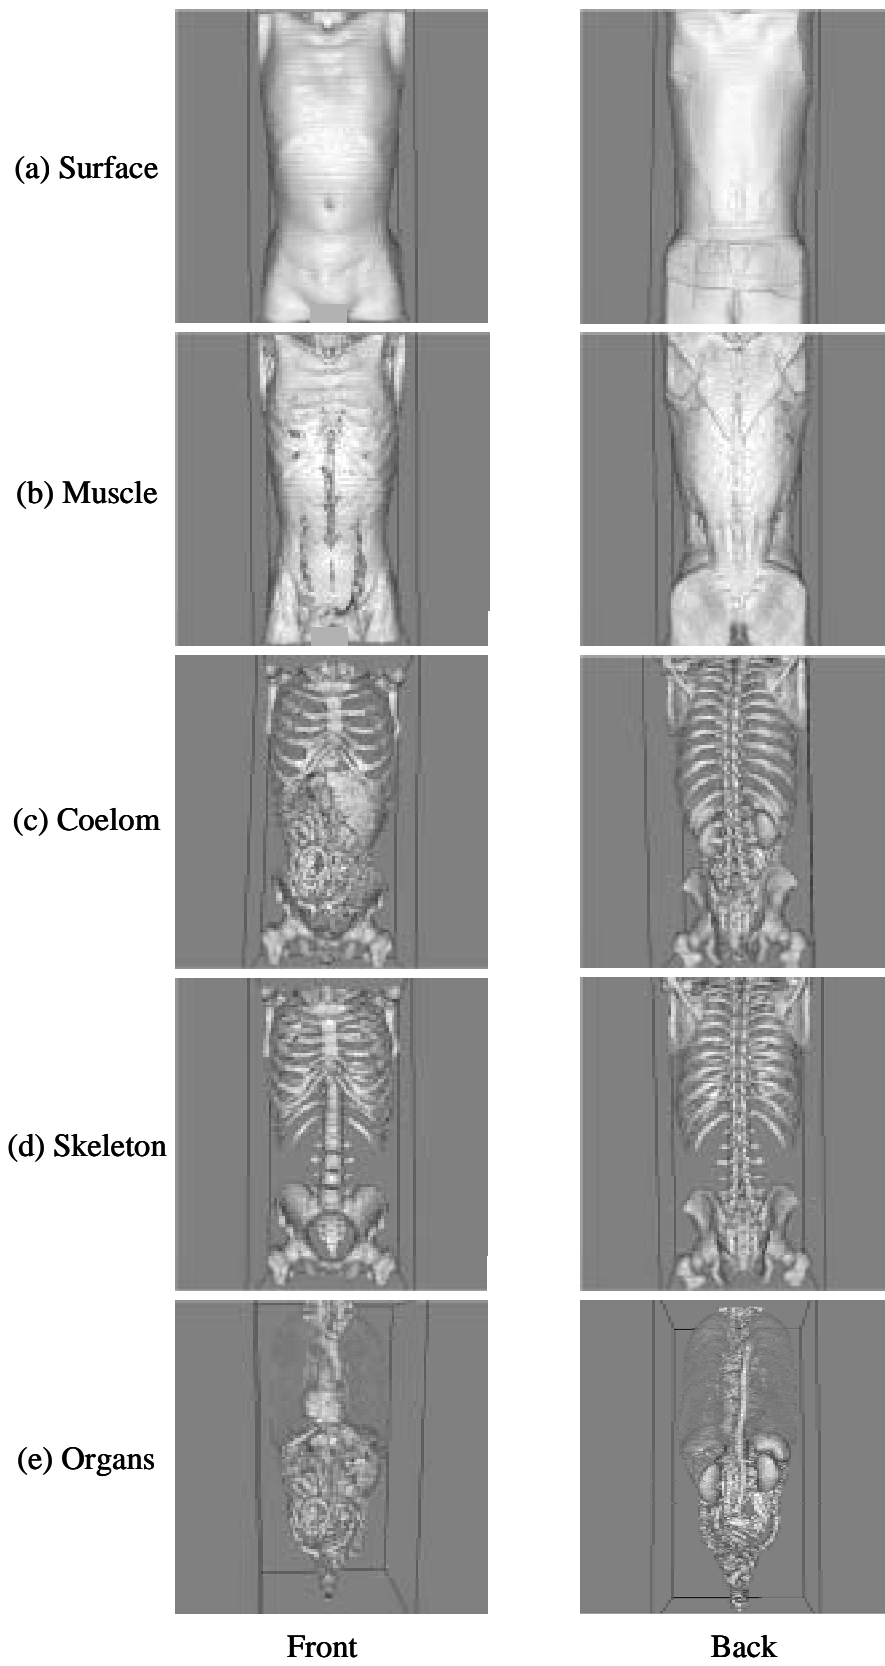 (a) Surface
(b) Muscle
(c) Coelom
(d) Skeleton
(e) Organs
Front
Back